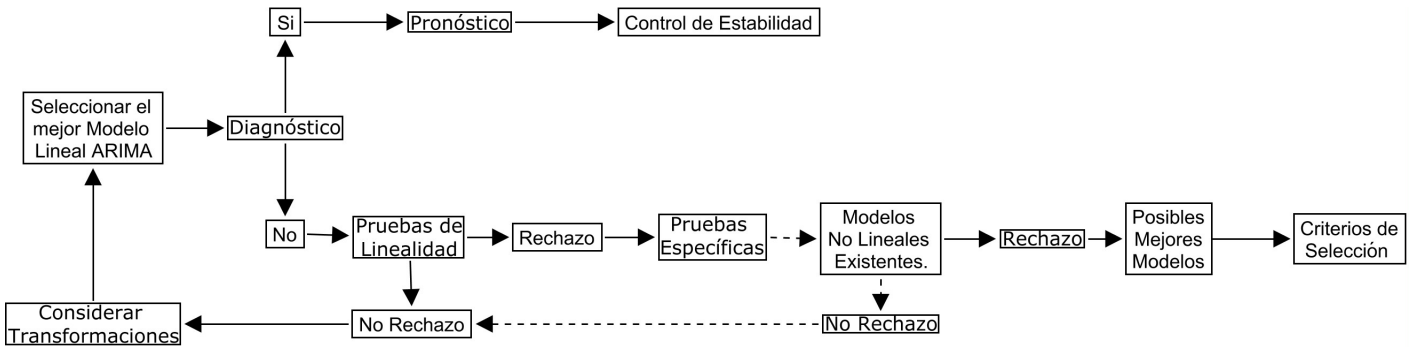 Si
Pronóstico
Control de Estabilidad
Seleccionar el
mejor Modelo
Lineal ARIMA
Diagnóstico
No
Pruebas de
Linealidad
Rechazo
Pruebas
Específicas
Modelos
No Lineales
Existentes.
Rechazo
Posibles
Mejores
Modelos
Criterios de
Selección
Considerar
Transformaciones
No Rechazo
No Rechazo